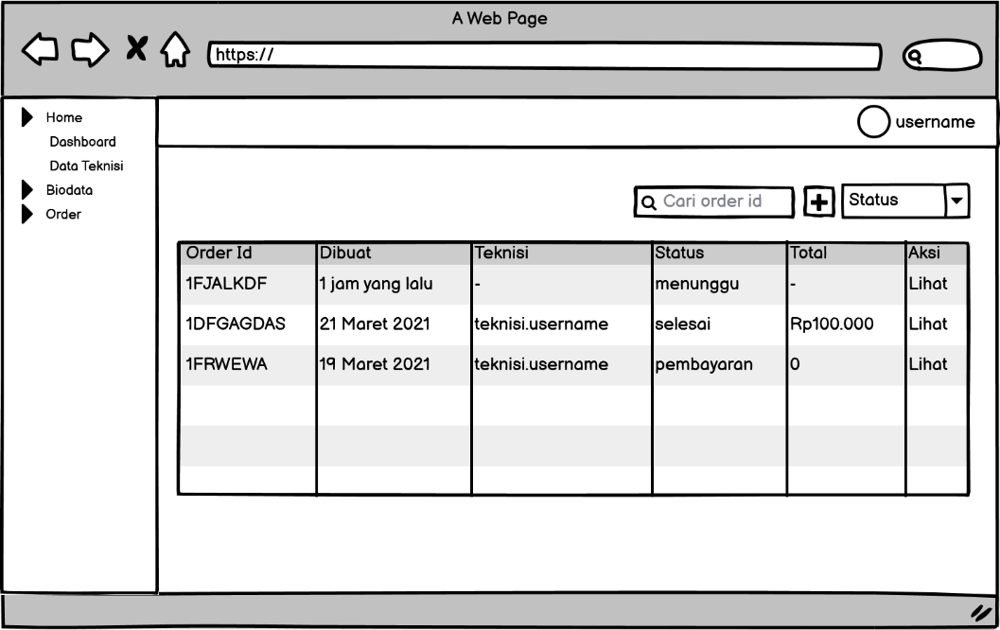 A Web Page
https://
Home
Dashboard
Data Teknisi
Biodata
Order
username
Cari order id
Status
Order Id Dibuat Teknisi Status Total Aksi
1FJALKDF 1 jam yang lalu - menunggu - Lihat
1DFGAGDAS 21 Maret 2021 teknisi.username selesai Rp100.000 Lihat
1FRWEWA 19 Maret 2021 teknisi.username pembayaran 0 Lihat